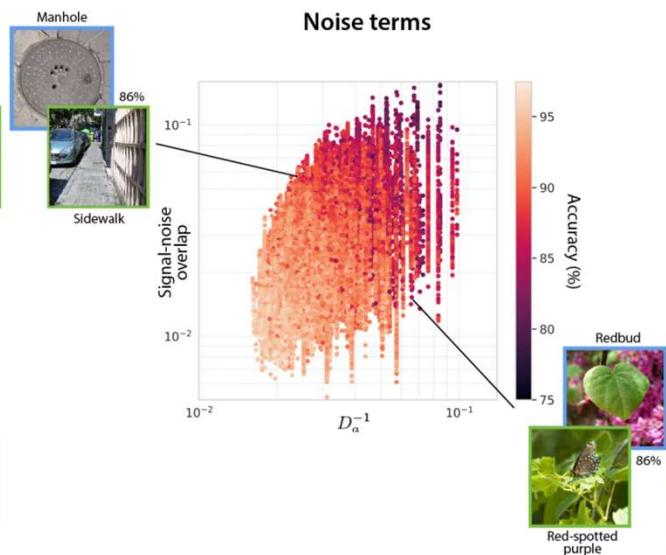 Noise terms
Manhole
86%
Sidewalk
Signal-noise
overlap
10⁻¹
10⁻²
10⁻²
10⁻¹
D_a⁻¹
95
90
85
80
75
Accuracy (%)
Redbud
86%
Red-spotted
purple